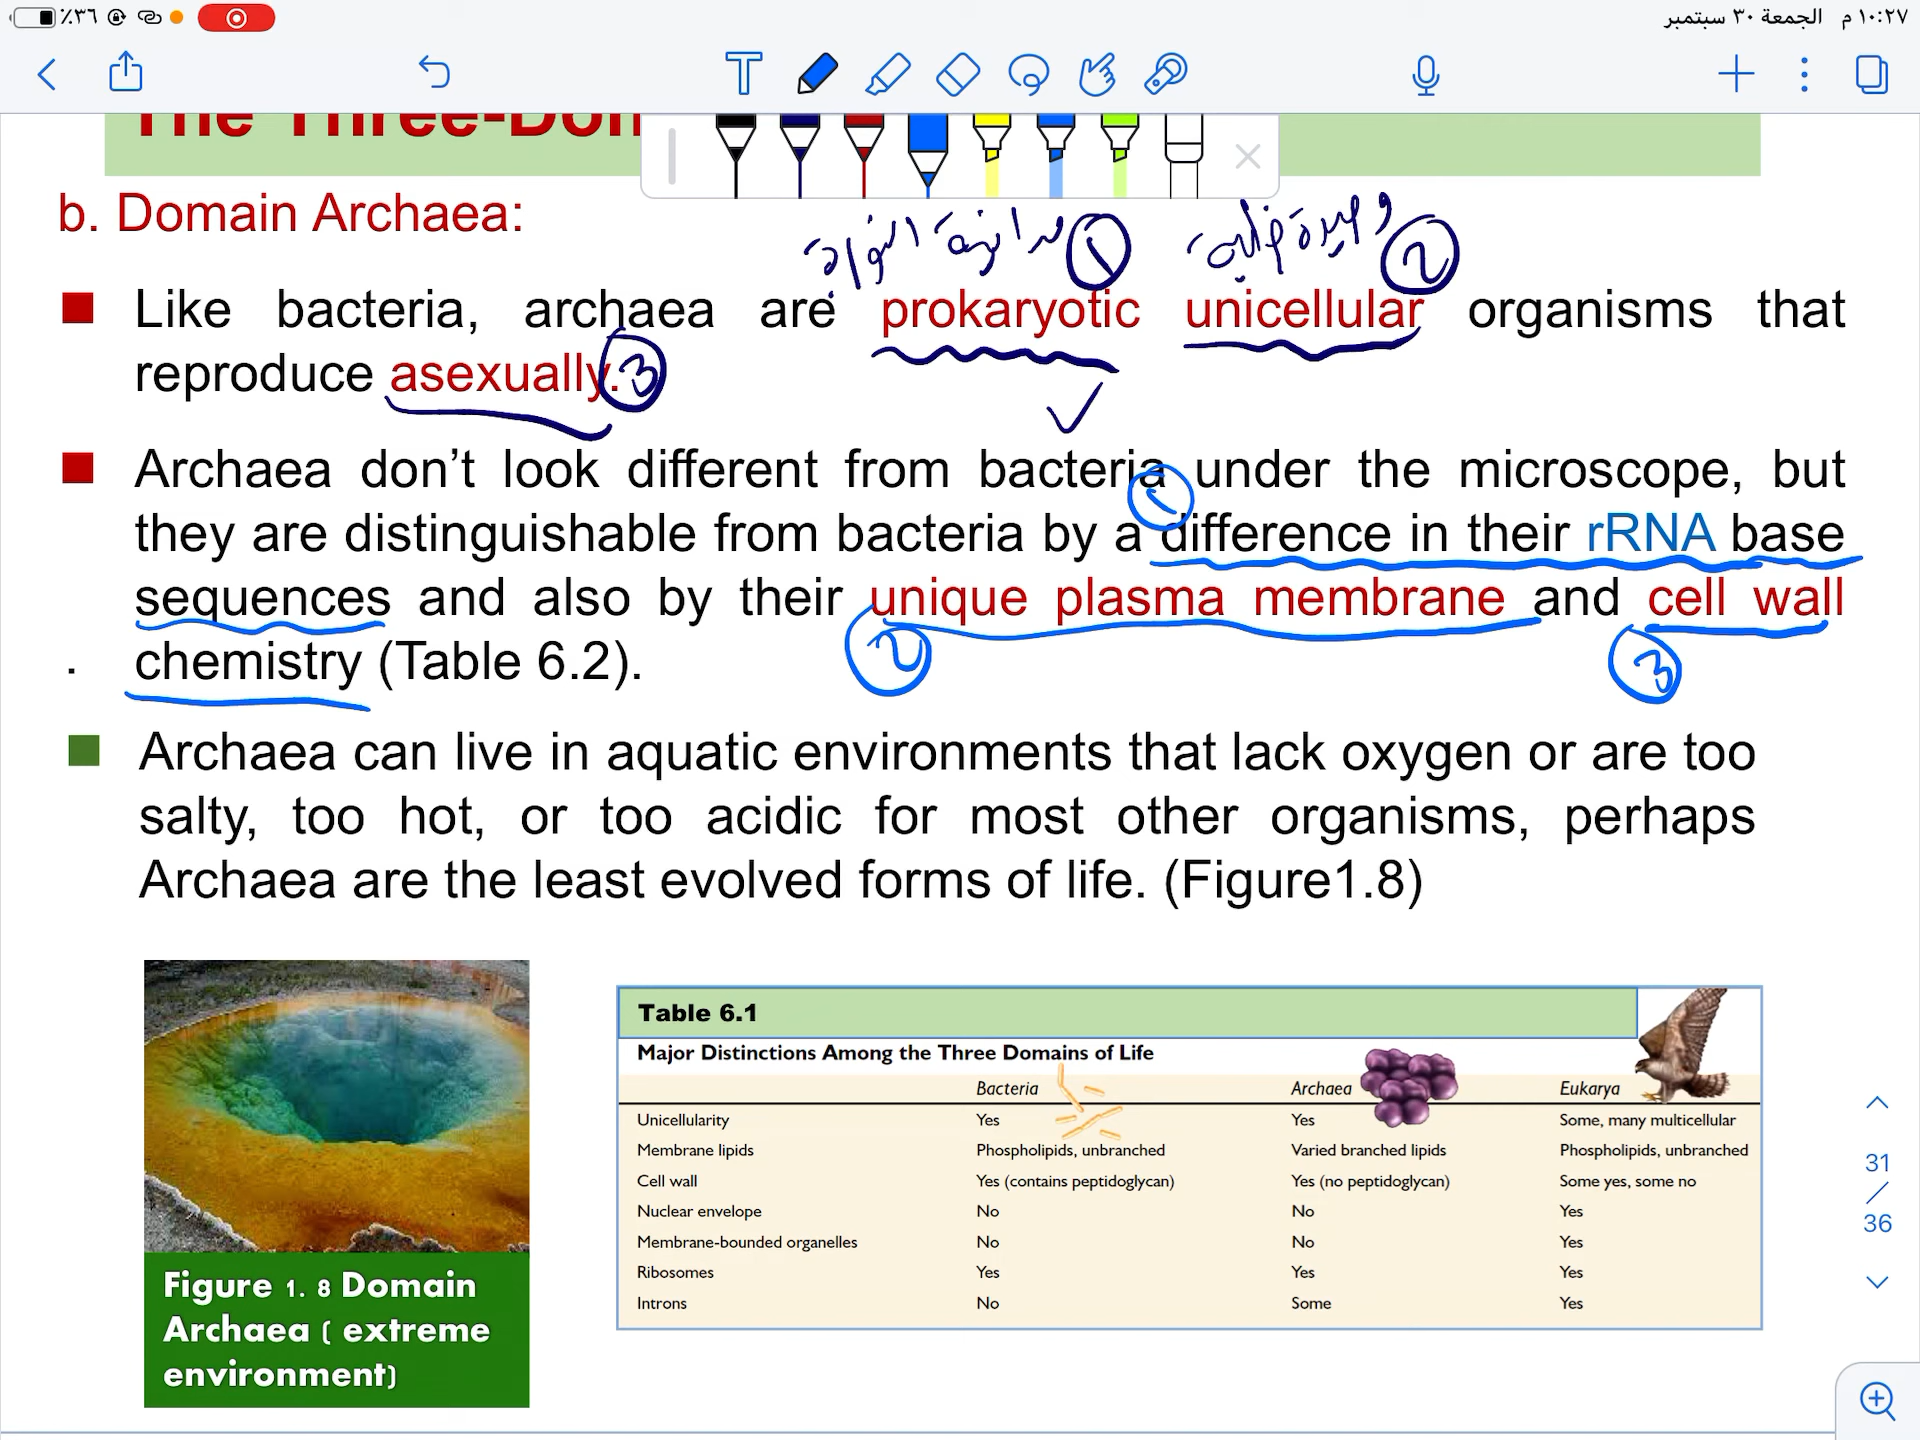 ٪٣٦
١٠:٢٧ م الجمعة ٣٠ سبتمبر
T
b. Domain Archaea:
1
وحيدة خلية 2
Like bacteria, archaea are prokaryotic unicellular organisms that
reproduce asexually. 3
Archaea don't look different from bacteria under the microscope, but
1
they are distinguishable from bacteria by a difference in their rRNA base
sequences and also by their unique plasma membrane and cell wall
2 3
chemistry (Table 6.2).
Archaea can live in aquatic environments that lack oxygen or are too
salty, too hot, or too acidic for most other organisms, perhaps
Archaea are the least evolved forms of life. (Figure1.8)
Figure 1. 8 Domain
Archaea ( extreme
environment)
Table 6.1
Major Distinctions Among the Three Domains of Life
Bacteria Archaea Eukarya
Unicellularity Yes Yes Some, many multicellular
Membrane lipids Phospholipids, unbranched Varied branched lipids Phospholipids, unbranched
Cell wall Yes (contains peptidoglycan) Yes (no peptidoglycan) Some yes, some no
Nuclear envelope No No Yes
Membrane-bounded organelles No No Yes
Ribosomes Yes Yes Yes
Introns No Some Yes
31
/
36